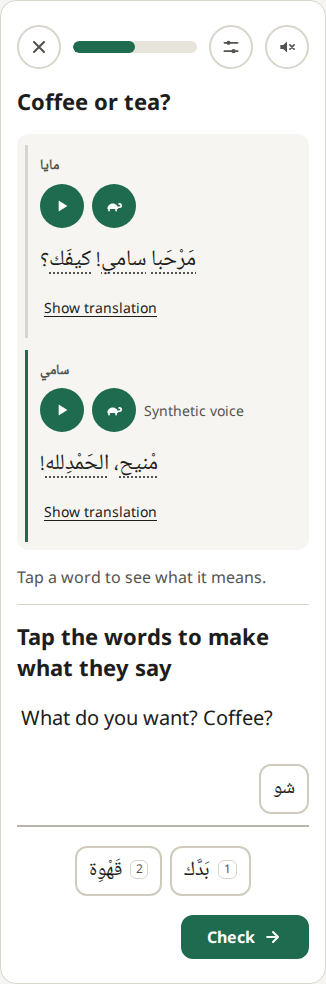 Coffee or tea?
مايا
مَرْحَبا سامي! كيفَك؟
Show translation
سامي
Synthetic voice
مْنيح، الحَمْدِلله!
Show translation
Tap a word to see what it means.
Tap the words to make
what they say
What do you want? Coffee?
شو
بَدَّك 1
قَهْوِة 2
Check